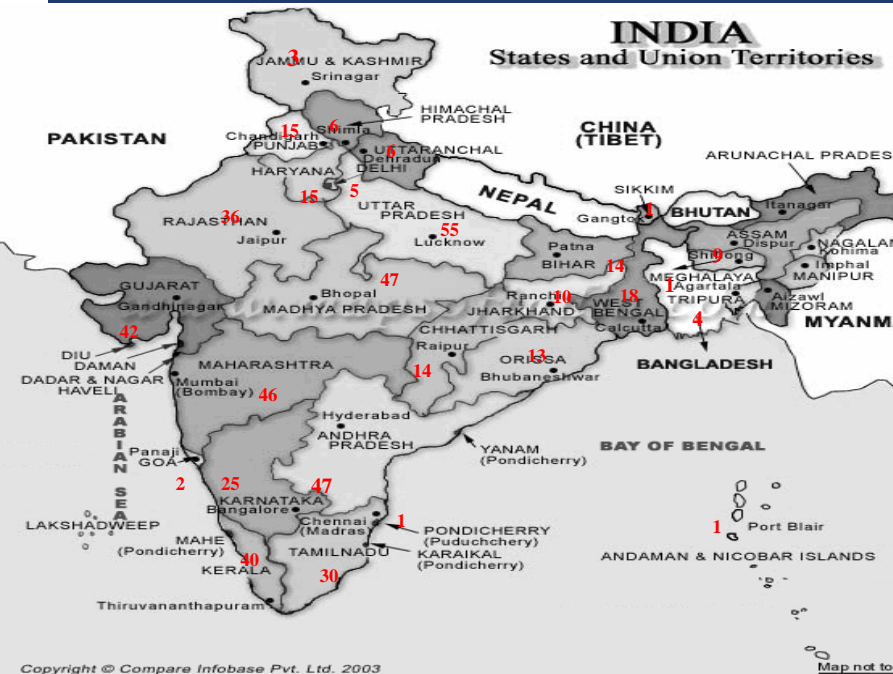 INDIA
States and Union Territories
3
JAMMU & KASHMIR
Srinagar
HIMACHAL
PRADESH
6
Shimla
15
Chandigarh
PUNJAB
PAKISTAN
CHINA
(TIBET)
6
UTTARANCHAL
Dehradun
DELHI
HARYANA
15
5
ARUNACHAL PRADES
SIKKIM
1
Gangtok
NEPAL
BHUTAN
Itanagar
36
RAJASTHAN
Jaipur
UTTAR
PRADESH
55
Lucknow
ASSAM
Dispur
NAGALAN
Kohima
Shillong
Imphal
MANIPUR
MEGHALAYA
1
Agartala
TRIPURA
4
Aizawl
MIZORAM
MYANM
Patna
BIHAR
14
GUJARAT
Gandhinagar
42
47
Bhopal
MADHYA PRADESH
Ranchi
10
JHARKHAND
WEST
BENGAL
18
Calcutta
CHHATTISGARH
Raipur
14
13
ORISSA
Bhubaneshwar
BANGLADESH
DIU
DAMAN
DADAR & NAGAR
HAVELI
MAHARASHTRA
46
Mumbai
(Bombay)
ARABIAN SEA
Hyderabad
ANDHRA
PRADESH
47
YANAM
(Pondicherry)
BAY OF BENGAL
Panaji
GOA
2
25
KARNATAKA
Bangalore
LAKSHADWEEP
Chennai
(Madras)
1
PONDICHERRY
(Puduchchery)
KARAIKAL
(Pondicherry)
MAHE
(Pondicherry)
TAMILNADU
30
40
KERALA
Thiruvananthapuram
1
Port Blair
ANDAMAN & NICOBAR ISLANDS
Copyright © Compare Infobase Pvt. Ltd. 2003
Map not to